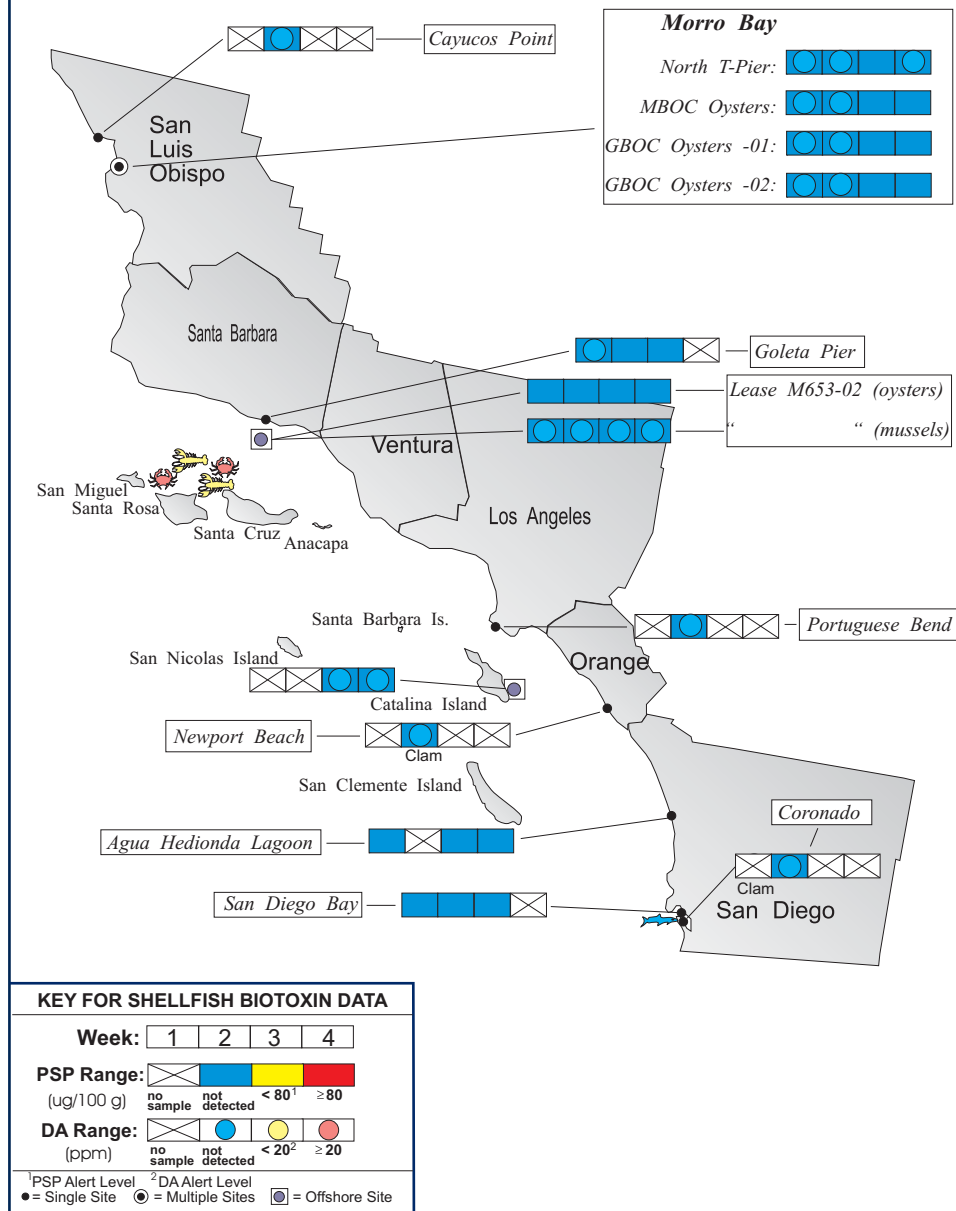 Cayucos Point
Morro Bay
North T-Pier:
MBOC Oysters:
GBOC Oysters -01:
GBOC Oysters -02:
San
Luis
Obispo
Santa Barbara
Goleta Pier
Lease M653-02 (oysters)
“ “ (mussels)
Ventura
San Miguel
Santa Rosa
Santa Cruz
Anacapa
Los Angeles
Santa Barbara Is.
Portuguese Bend
San Nicolas Island
Orange
Catalina Island
Newport Beach
Clam
San Clemente Island
Coronado
Agua Hedionda Lagoon
Clam
San Diego Bay
San Diego
KEY FOR SHELLFISH BIOTOXIN DATA
Week: 1 2 3 4
PSP Range:
(ug/100 g) no sample not detected < 80¹ ≥80
DA Range:
(ppm) no sample not detected < 20² ≥20
¹PSP Alert Level ²DA Alert Level
= Single Site = Multiple Sites = Offshore Site